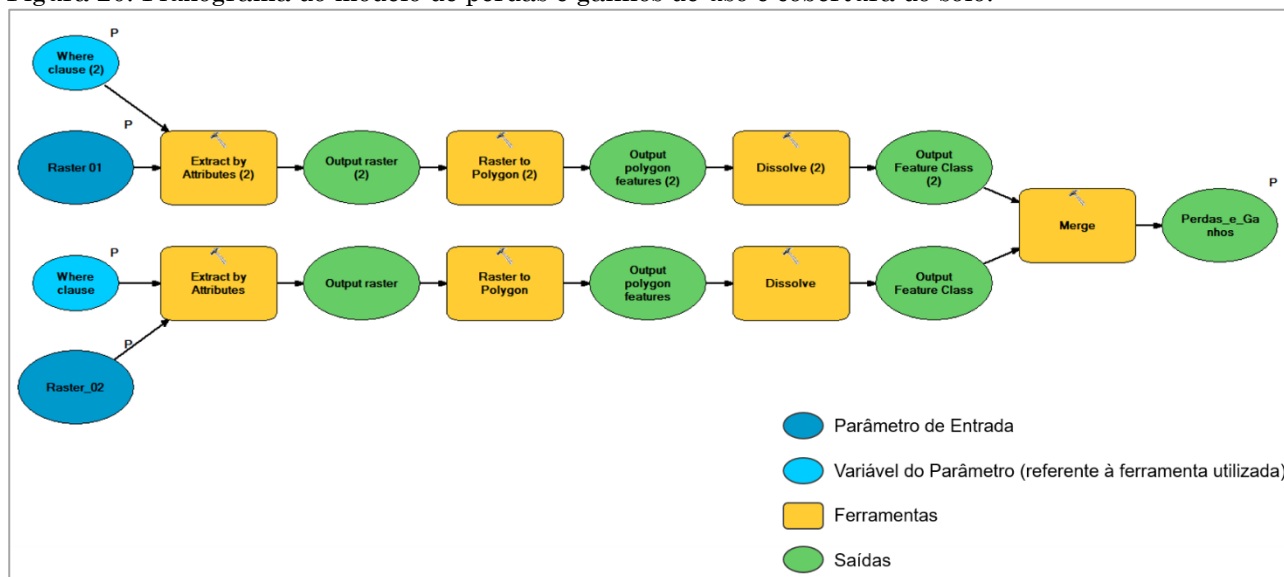 Fluxograma do modelo de perdas e ganhos de uso e cobertura do solo.
P
Where
clause (2)
P
Raster 01
Extract by
Attributes (2)
Output raster
(2)
Raster to
Polygon (2)
Output
polygon
features (2)
Dissolve (2)
Output
Feature Class
(2)
Merge
P
Perdas_e_Ga
nhos
P
Where
clause
Extract by
Attributes
Output raster
Raster to
Polygon
Output
polygon
features
Dissolve
Output
Feature Class
P
Raster_02
Parâmetro de Entrada
Variável do Parâmetro (referente à ferramenta utilizada)
Ferramentas
Saídas